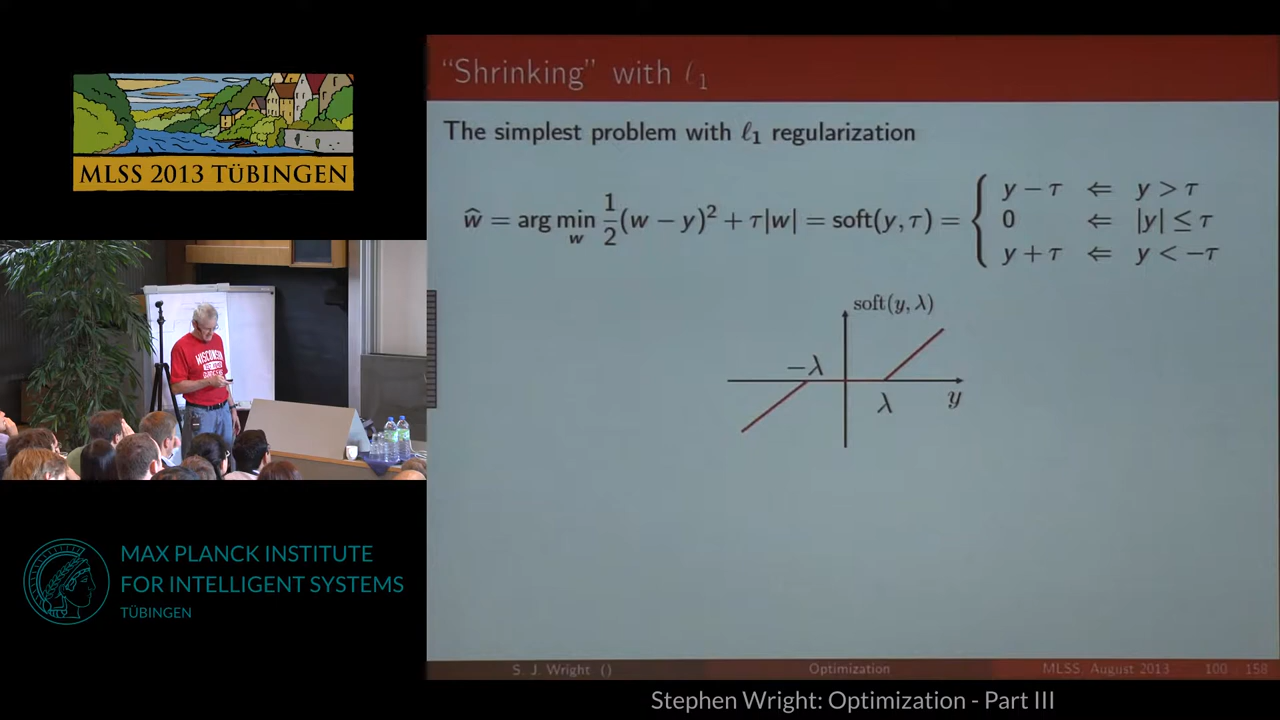 MLSS 2013 TÜBINGEN
WISCONSIN
MAX PLANCK INSTITUTE
FOR INTELLIGENT SYSTEMS
TÜBINGEN
“Shrinking” with ℓ₁
The simplest problem with ℓ₁ regularization
ŵ = arg min_w 1/2 (w − y)² + τ|w| = soft(y, τ) = { y − τ ⇐ y > τ
0 ⇐ |y| ≤ τ
y + τ ⇐ y < −τ
soft(y, λ)
−λ
λ
y
S. J. Wright ()
Optimization
MLSS, August 2013
100 158
Stephen Wright: Optimization - Part III